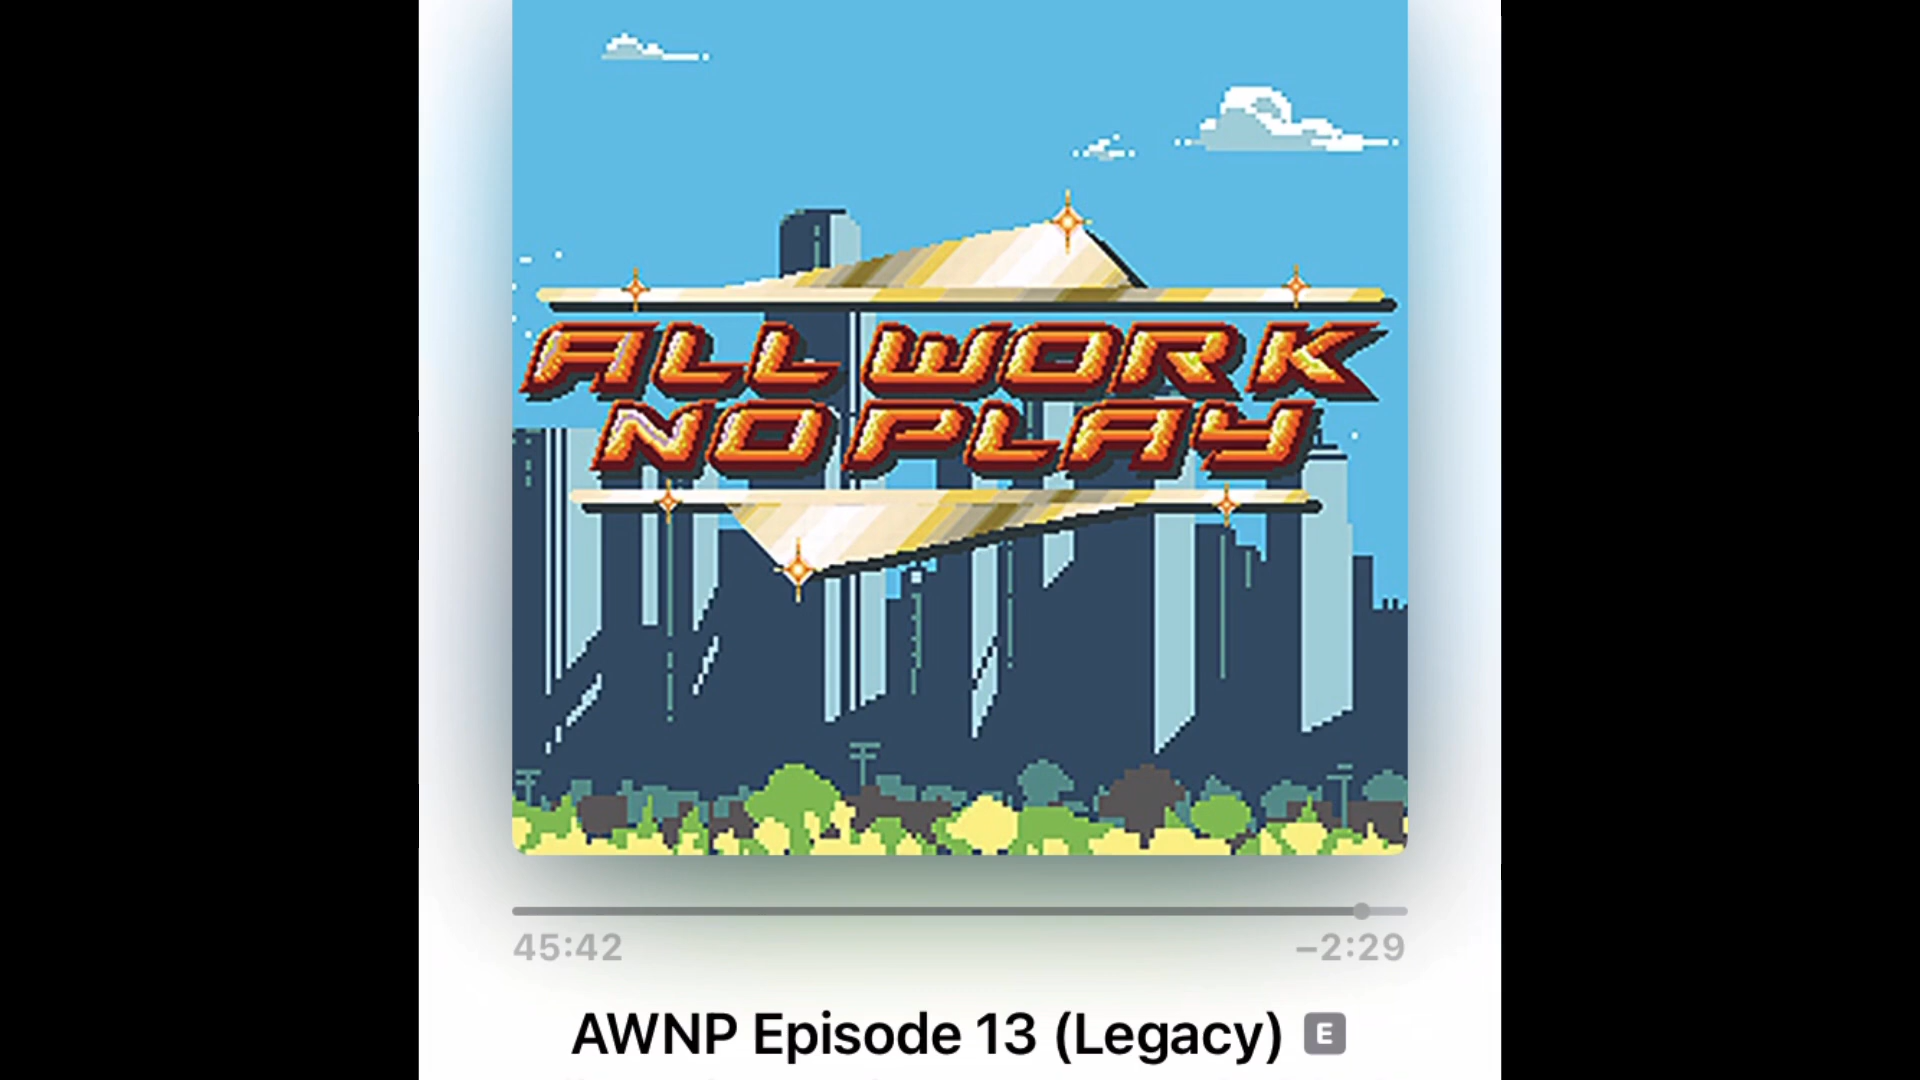 ALL WORK
NO PLAY
45:42
–2:29
AWNP Episode 13 (Legacy) E